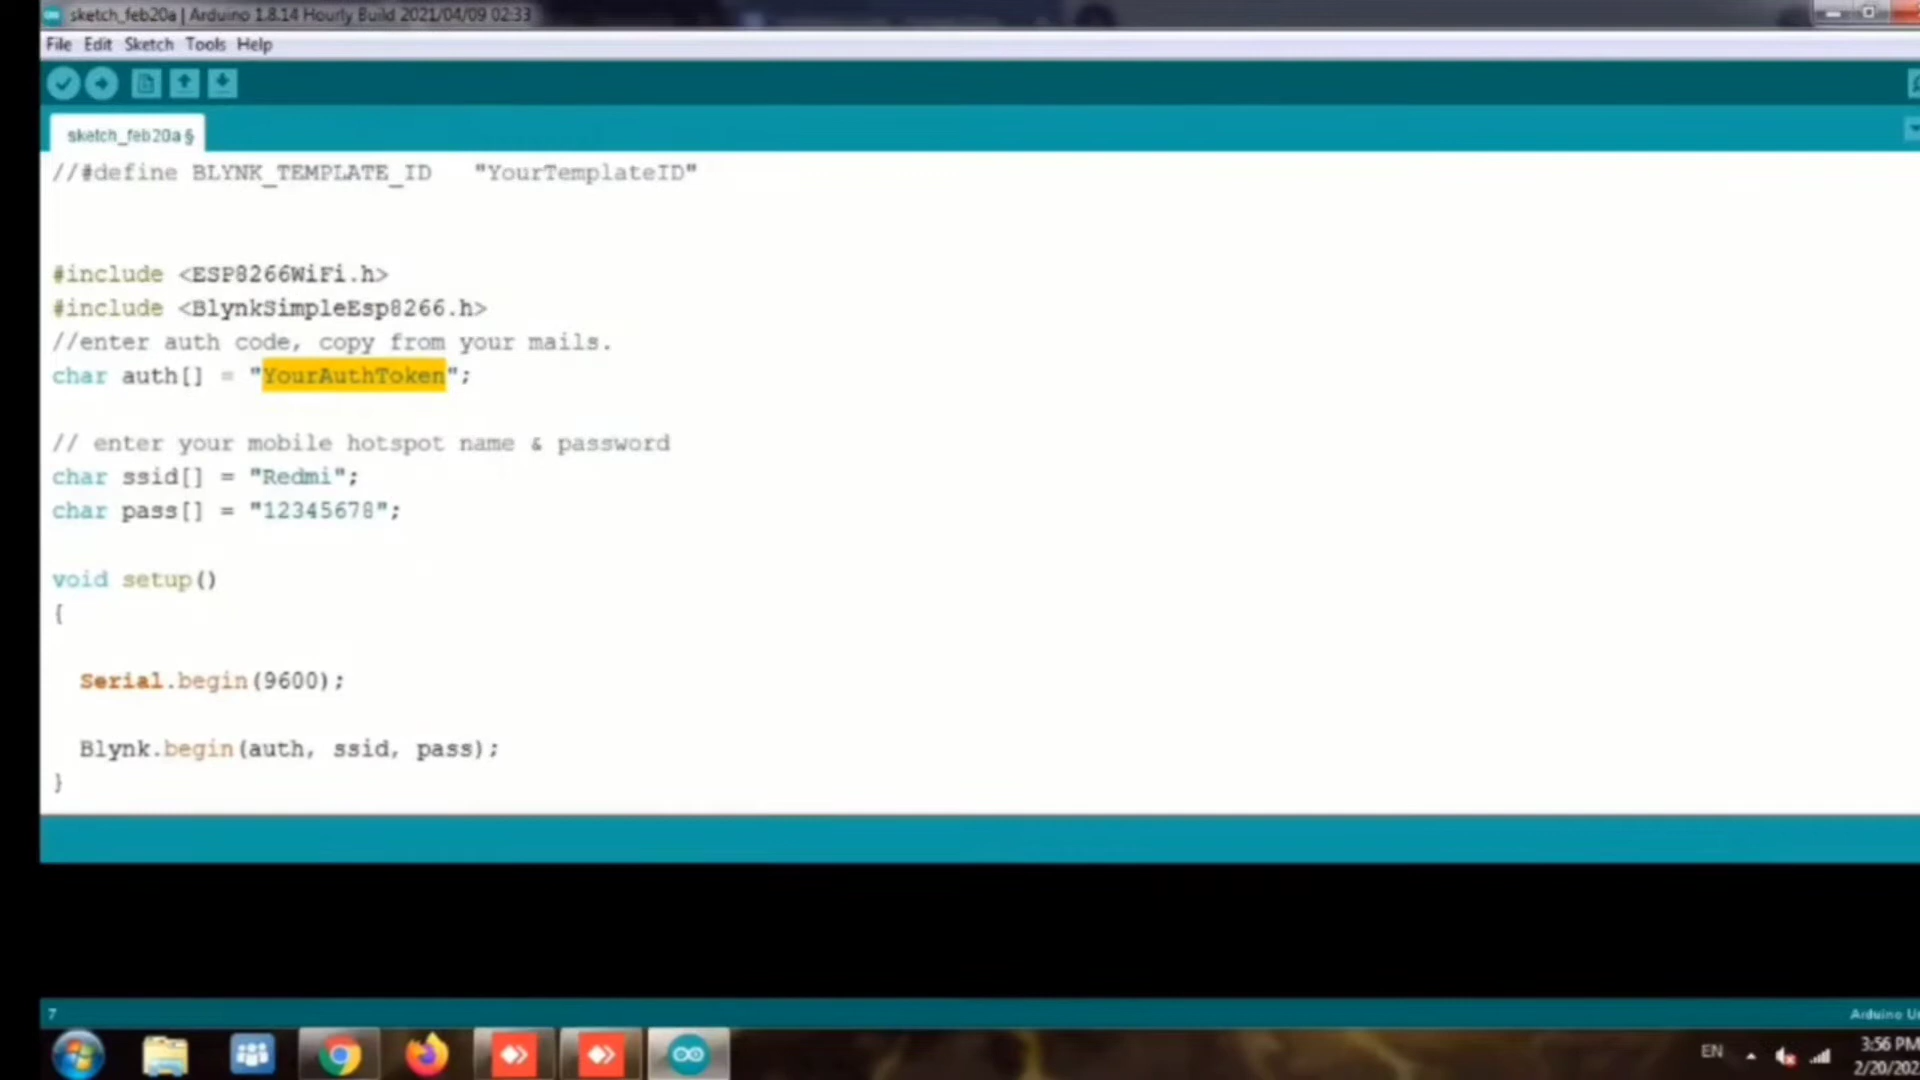 sketch_feb20a | Arduino 1.8.14 Hourly Build 2021/04/09 02:33
File Edit Sketch Tools Help
sketch_feb20a §
//#define BLYNK_TEMPLATE_ID "YourTemplateID"
#include <ESP8266WiFi.h>
#include <BlynkSimpleEsp8266.h>
//enter auth code, copy from your mails.
char auth[] = "YourAuthToken";
// enter your mobile hotspot name & password
char ssid[] = "Redmi";
char pass[] = "12345678";
void setup()
{
Serial.begin(9600);
Blynk.begin(auth, ssid, pass);
}
7
Arduino
EN
3:56 PM